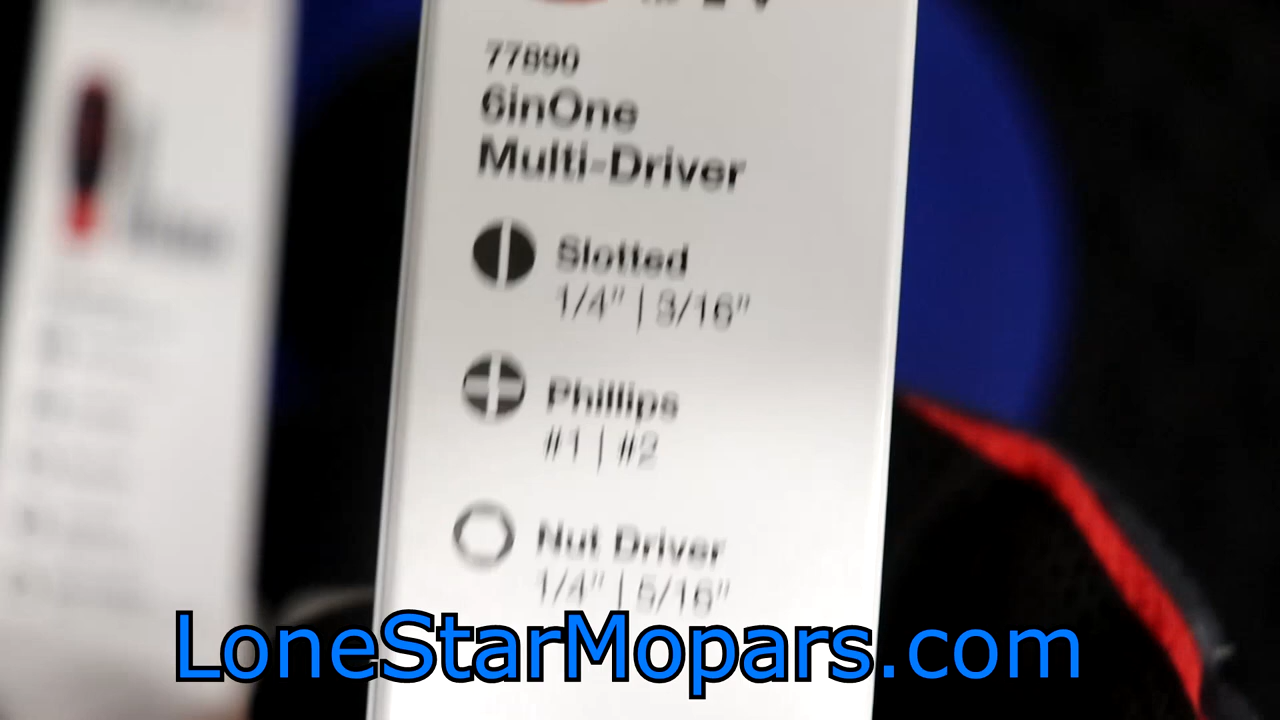 77890
6inOne
Multi-Driver
Slotted
1/4" | 3/16"
Phillips
#1 | #2
Nut Driver
1/4" | 5/16"
LoneStarMopars.com